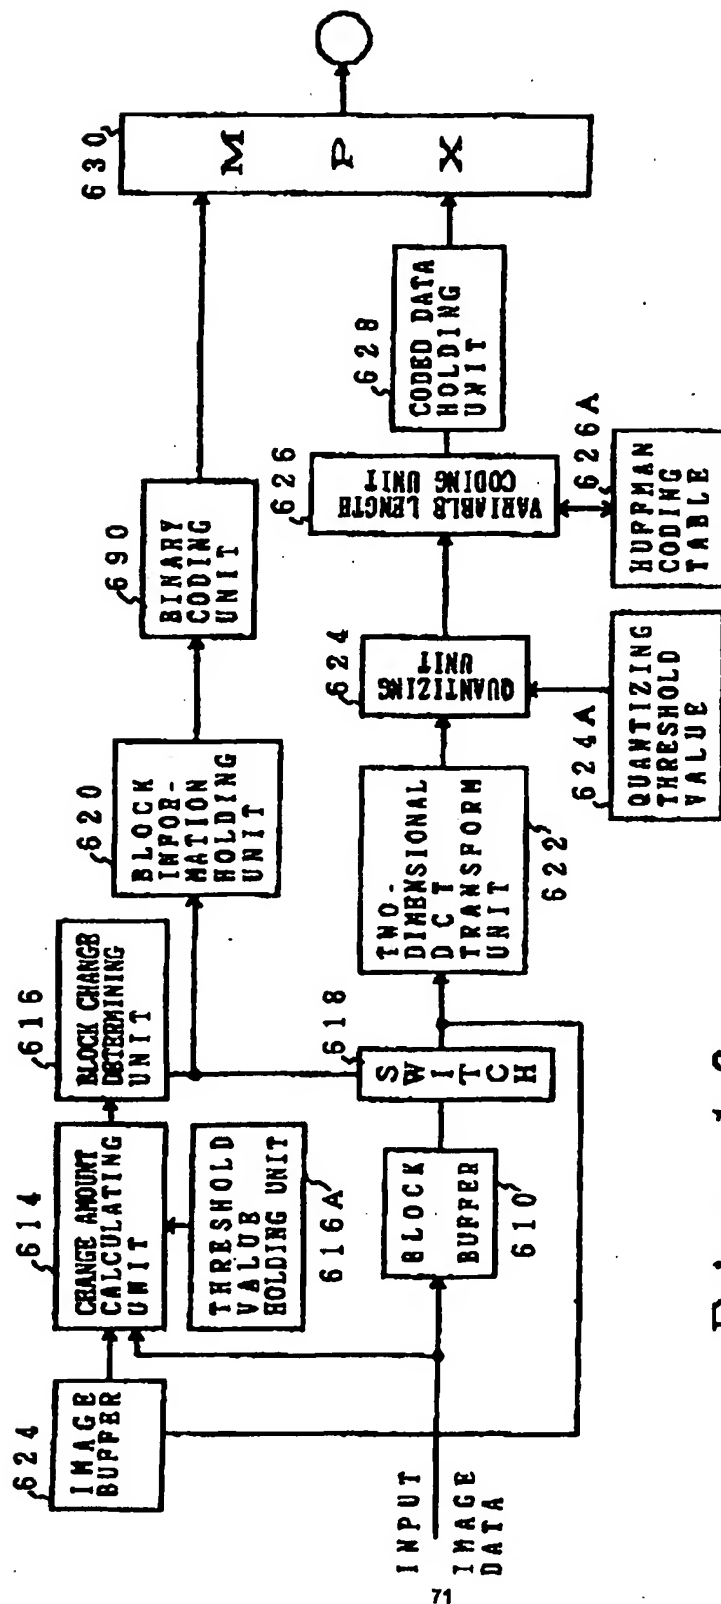 624
IMAGE
BUFFER
614
CHANGE AMOUNT
CALCULATING
UNIT
616
BLOCK CHANGE
DETERMINING
UNIT
THRESHOLD
VALUE
HOLDING UNIT
616A
620
BLOCK
INFOR-
MATION
HOLDING
UNIT
690
BINARY
CODING
UNIT
630
MPX
INPUT
IMAGE
DATA
BLOCK
BUFFER
610
618
SWITCH
TWO-
DIMENSIONAL
DCT
TRANSFORM
UNIT
622
624
QUANTIZING
UNIT
624A
QUANTIZING
THRESHOLD
VALUE
626
VARIABLE LENGTH
CODING UNIT
626A
HUFFMAN
CODING
TABLE
628
CODED DATA
HOLDING
UNIT
71